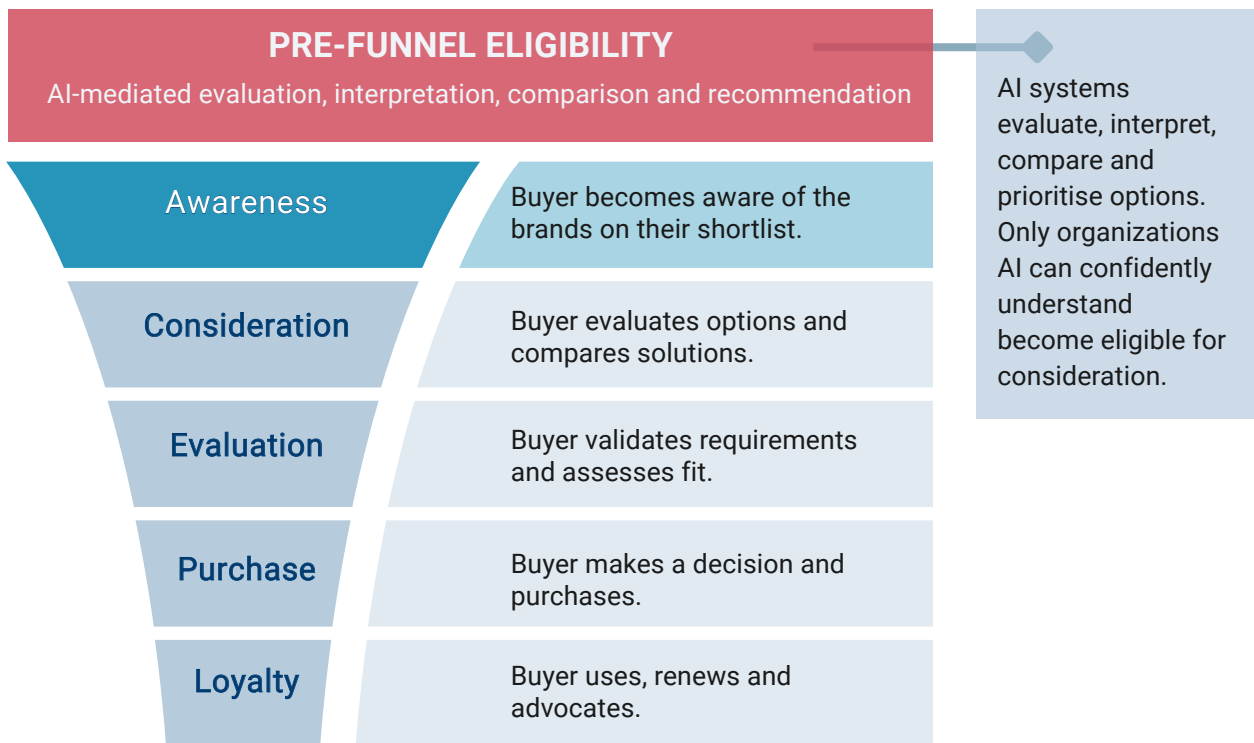 PRE-FUNNEL ELIGIBILITY
AI-mediated evaluation, interpretation, comparison and recommendation
AI systems
evaluate, interpret,
compare and
prioritise options.
Only organizations
AI can confidently
understand
become eligible for
consideration.
Awareness
Buyer becomes aware of the
brands on their shortlist.
Consideration
Buyer evaluates options and
compares solutions.
Evaluation
Buyer validates requirements
and assesses fit.
Purchase
Buyer makes a decision and
purchases.
Loyalty
Buyer uses, renews and
advocates.